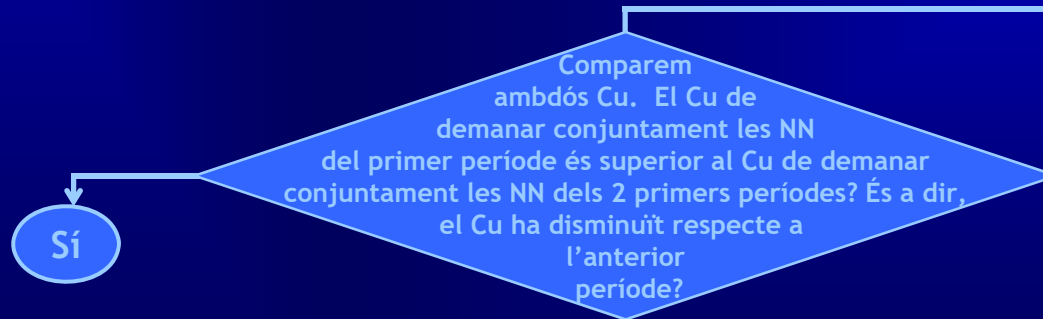 Comparem
ambdós Cu. El Cu de
demanar conjuntament les NN
del primer període és superior al Cu de demanar
conjuntament les NN dels 2 primers períodes? És a dir,
el Cu ha disminuït respecte a
l’anterior
període?
Sí